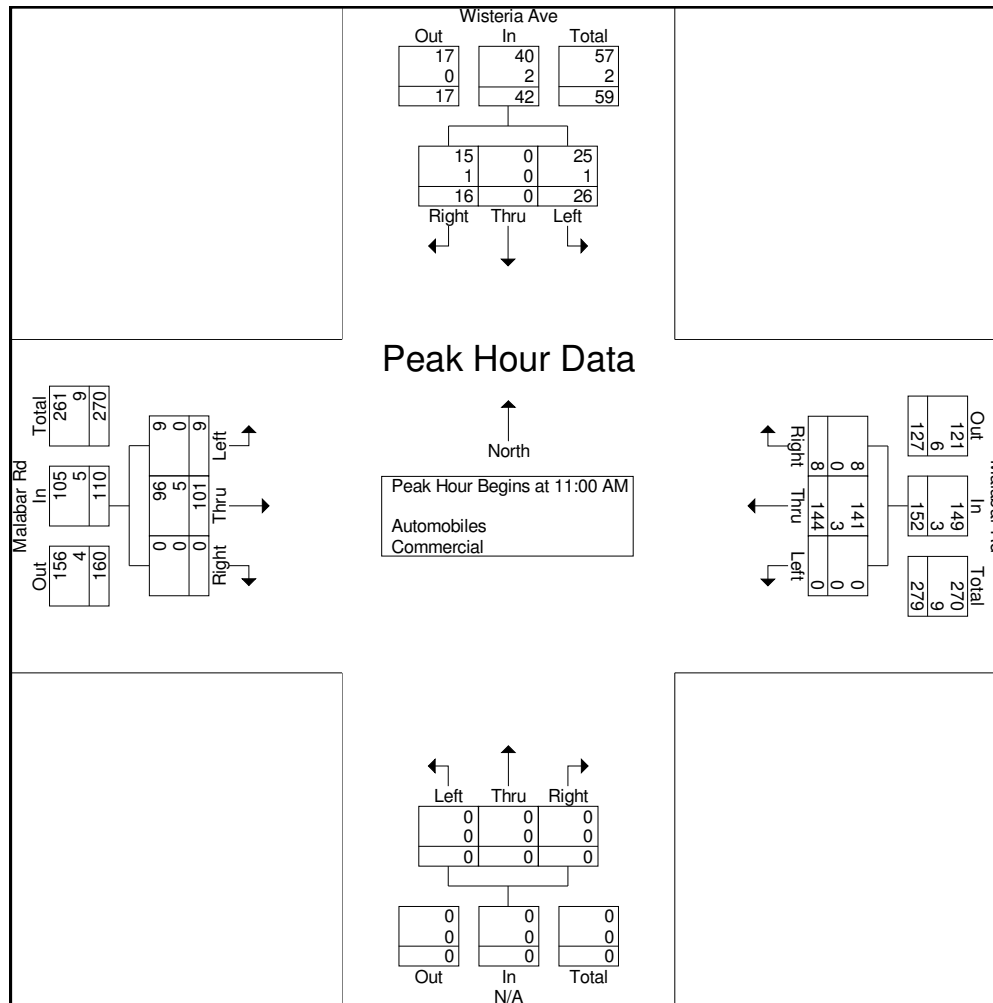 Wisteria Ave
Out In Total
17 40 57
0 2 2
17 42 59
15 0 25
1 0 1
16 0 26
Right Thru Left
Peak Hour Data
North
Peak Hour Begins at 11:00 AM
Automobiles
Commercial
Malabar Rd
Out In Total
156 105 261
4 5 9
160 110 270
Left Thru Right
9 96 0
0 5 0
9 101 0
Out In Total
121 149 270
6 3 9
127 152 279
Right Thru Left
8 141 0
0 3 0
8 144 0
Left Thru Right
0 0 0
0 0 0
0 0 0
0 0 0
0 0 0
0 0 0
Out In Total
N/A